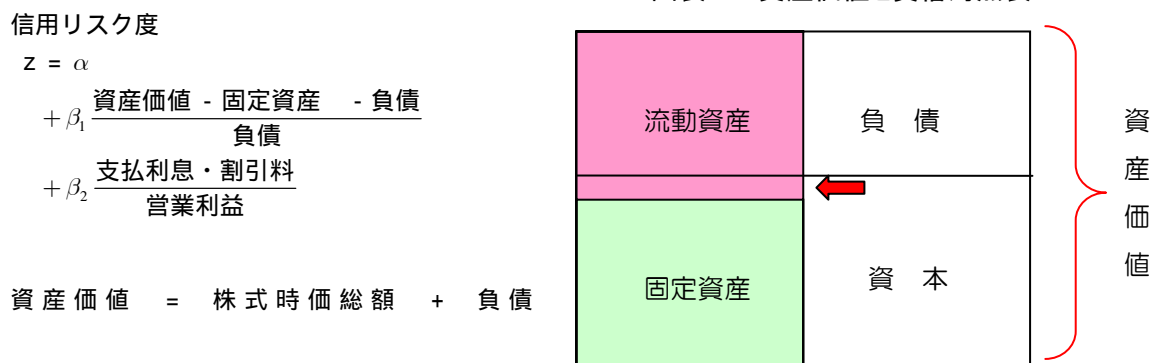 信用リスク度
z = α
+ β₁ (資産価値 - 固定資産 - 負債) / 負債
+ β₂ 支払利息・割引料 / 営業利益
資産価値 = 株式時価総額 + 負債
流動資産
負 債
固定資産
資 本
資産価値